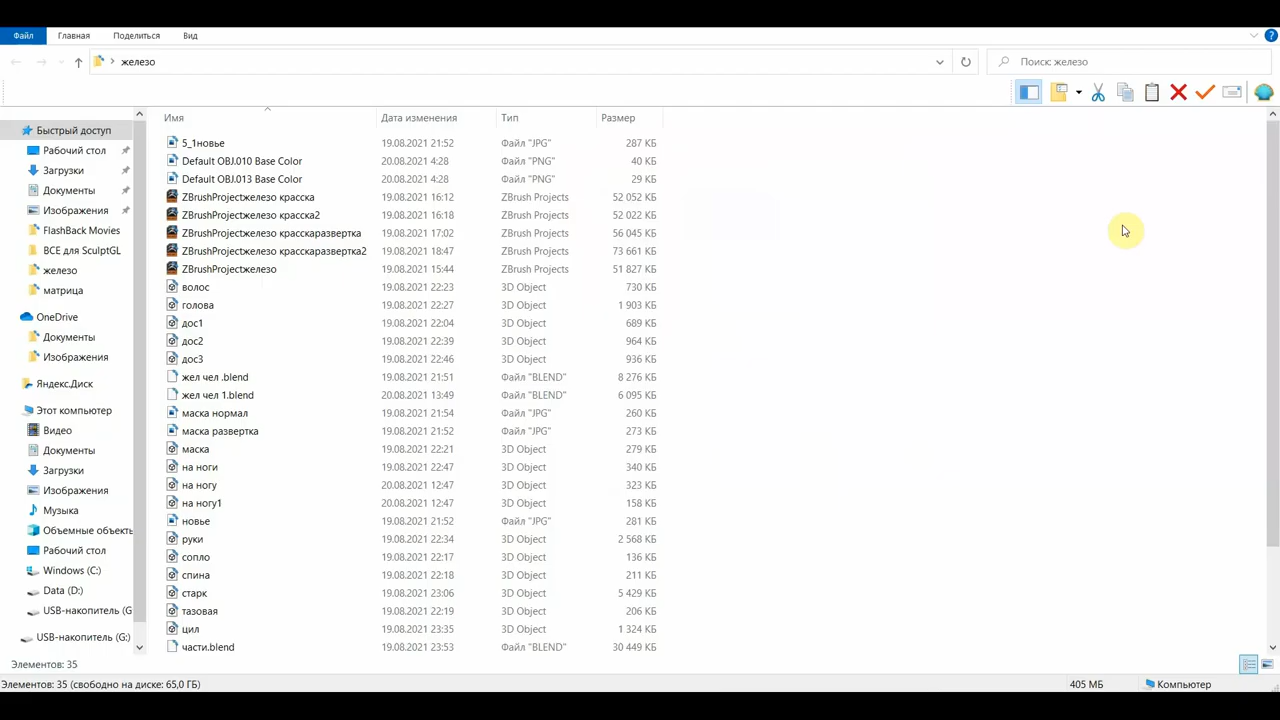 Файл Главная Поделиться Вид
железо Поиск: железо
Имя Дата изменения Тип Размер
Быстрый доступ
Рабочий стол
Загрузки
Документы
Изображения
FlashBack Movies
ВСЕ для SculptGL
железо
матрица
OneDrive
Документы
Изображения
Яндекс.Диск
Этот компьютер
Видео
Документы
Загрузки
Изображения
Музыка
Объемные объекть
Рабочий стол
Windows (C:)
Data (D:)
USB-накопитель (G
USB-накопитель (G:)
5_1новье 19.08.2021 21:52 Файл "JPG" 287 КБ
Default OBJ.010 Base Color 20.08.2021 4:28 Файл "PNG" 40 КБ
Default OBJ.013 Base Color 20.08.2021 4:28 Файл "PNG" 29 КБ
ZBrushProjectжелезо красска 19.08.2021 16:12 ZBrush Projects 52 052 КБ
ZBrushProjectжелезо красска2 19.08.2021 16:18 ZBrush Projects 52 022 КБ
ZBrushProjectжелезо красскаразвертка 19.08.2021 17:02 ZBrush Projects 56 045 КБ
ZBrushProjectжелезо красскаразвертка2 19.08.2021 18:47 ZBrush Projects 73 661 КБ
ZBrushProjectжелезо 19.08.2021 15:44 ZBrush Projects 51 827 КБ
волос 19.08.2021 22:23 3D Object 730 КБ
голова 19.08.2021 22:27 3D Object 1 903 КБ
дос1 19.08.2021 22:04 3D Object 689 КБ
дос2 19.08.2021 22:39 3D Object 964 КБ
дос3 19.08.2021 22:46 3D Object 936 КБ
жел чел .blend 19.08.2021 21:51 Файл "BLEND" 8 276 КБ
жел чел 1.blend 20.08.2021 13:49 Файл "BLEND" 6 095 КБ
маска нормал 19.08.2021 21:54 Файл "JPG" 260 КБ
маска развертка 19.08.2021 21:52 Файл "JPG" 273 КБ
маска 19.08.2021 22:21 3D Object 279 КБ
на ноги 19.08.2021 22:47 3D Object 340 КБ
на ногу 20.08.2021 12:47 3D Object 323 КБ
на ногу1 20.08.2021 12:47 3D Object 158 КБ
новье 19.08.2021 21:52 Файл "JPG" 281 КБ
руки 19.08.2021 22:34 3D Object 2 568 КБ
сопло 19.08.2021 22:17 3D Object 136 КБ
спина 19.08.2021 22:18 3D Object 211 КБ
старк 19.08.2021 23:06 3D Object 5 429 КБ
тазовая 19.08.2021 22:19 3D Object 206 КБ
цил 19.08.2021 23:35 3D Object 1 324 КБ
части.blend 19.08.2021 23:53 Файл "BLEND" 30 449 КБ
Элементов: 35
Элементов: 35 (свободно на диске: 65,0 ГБ) 405 МБ Компьютер